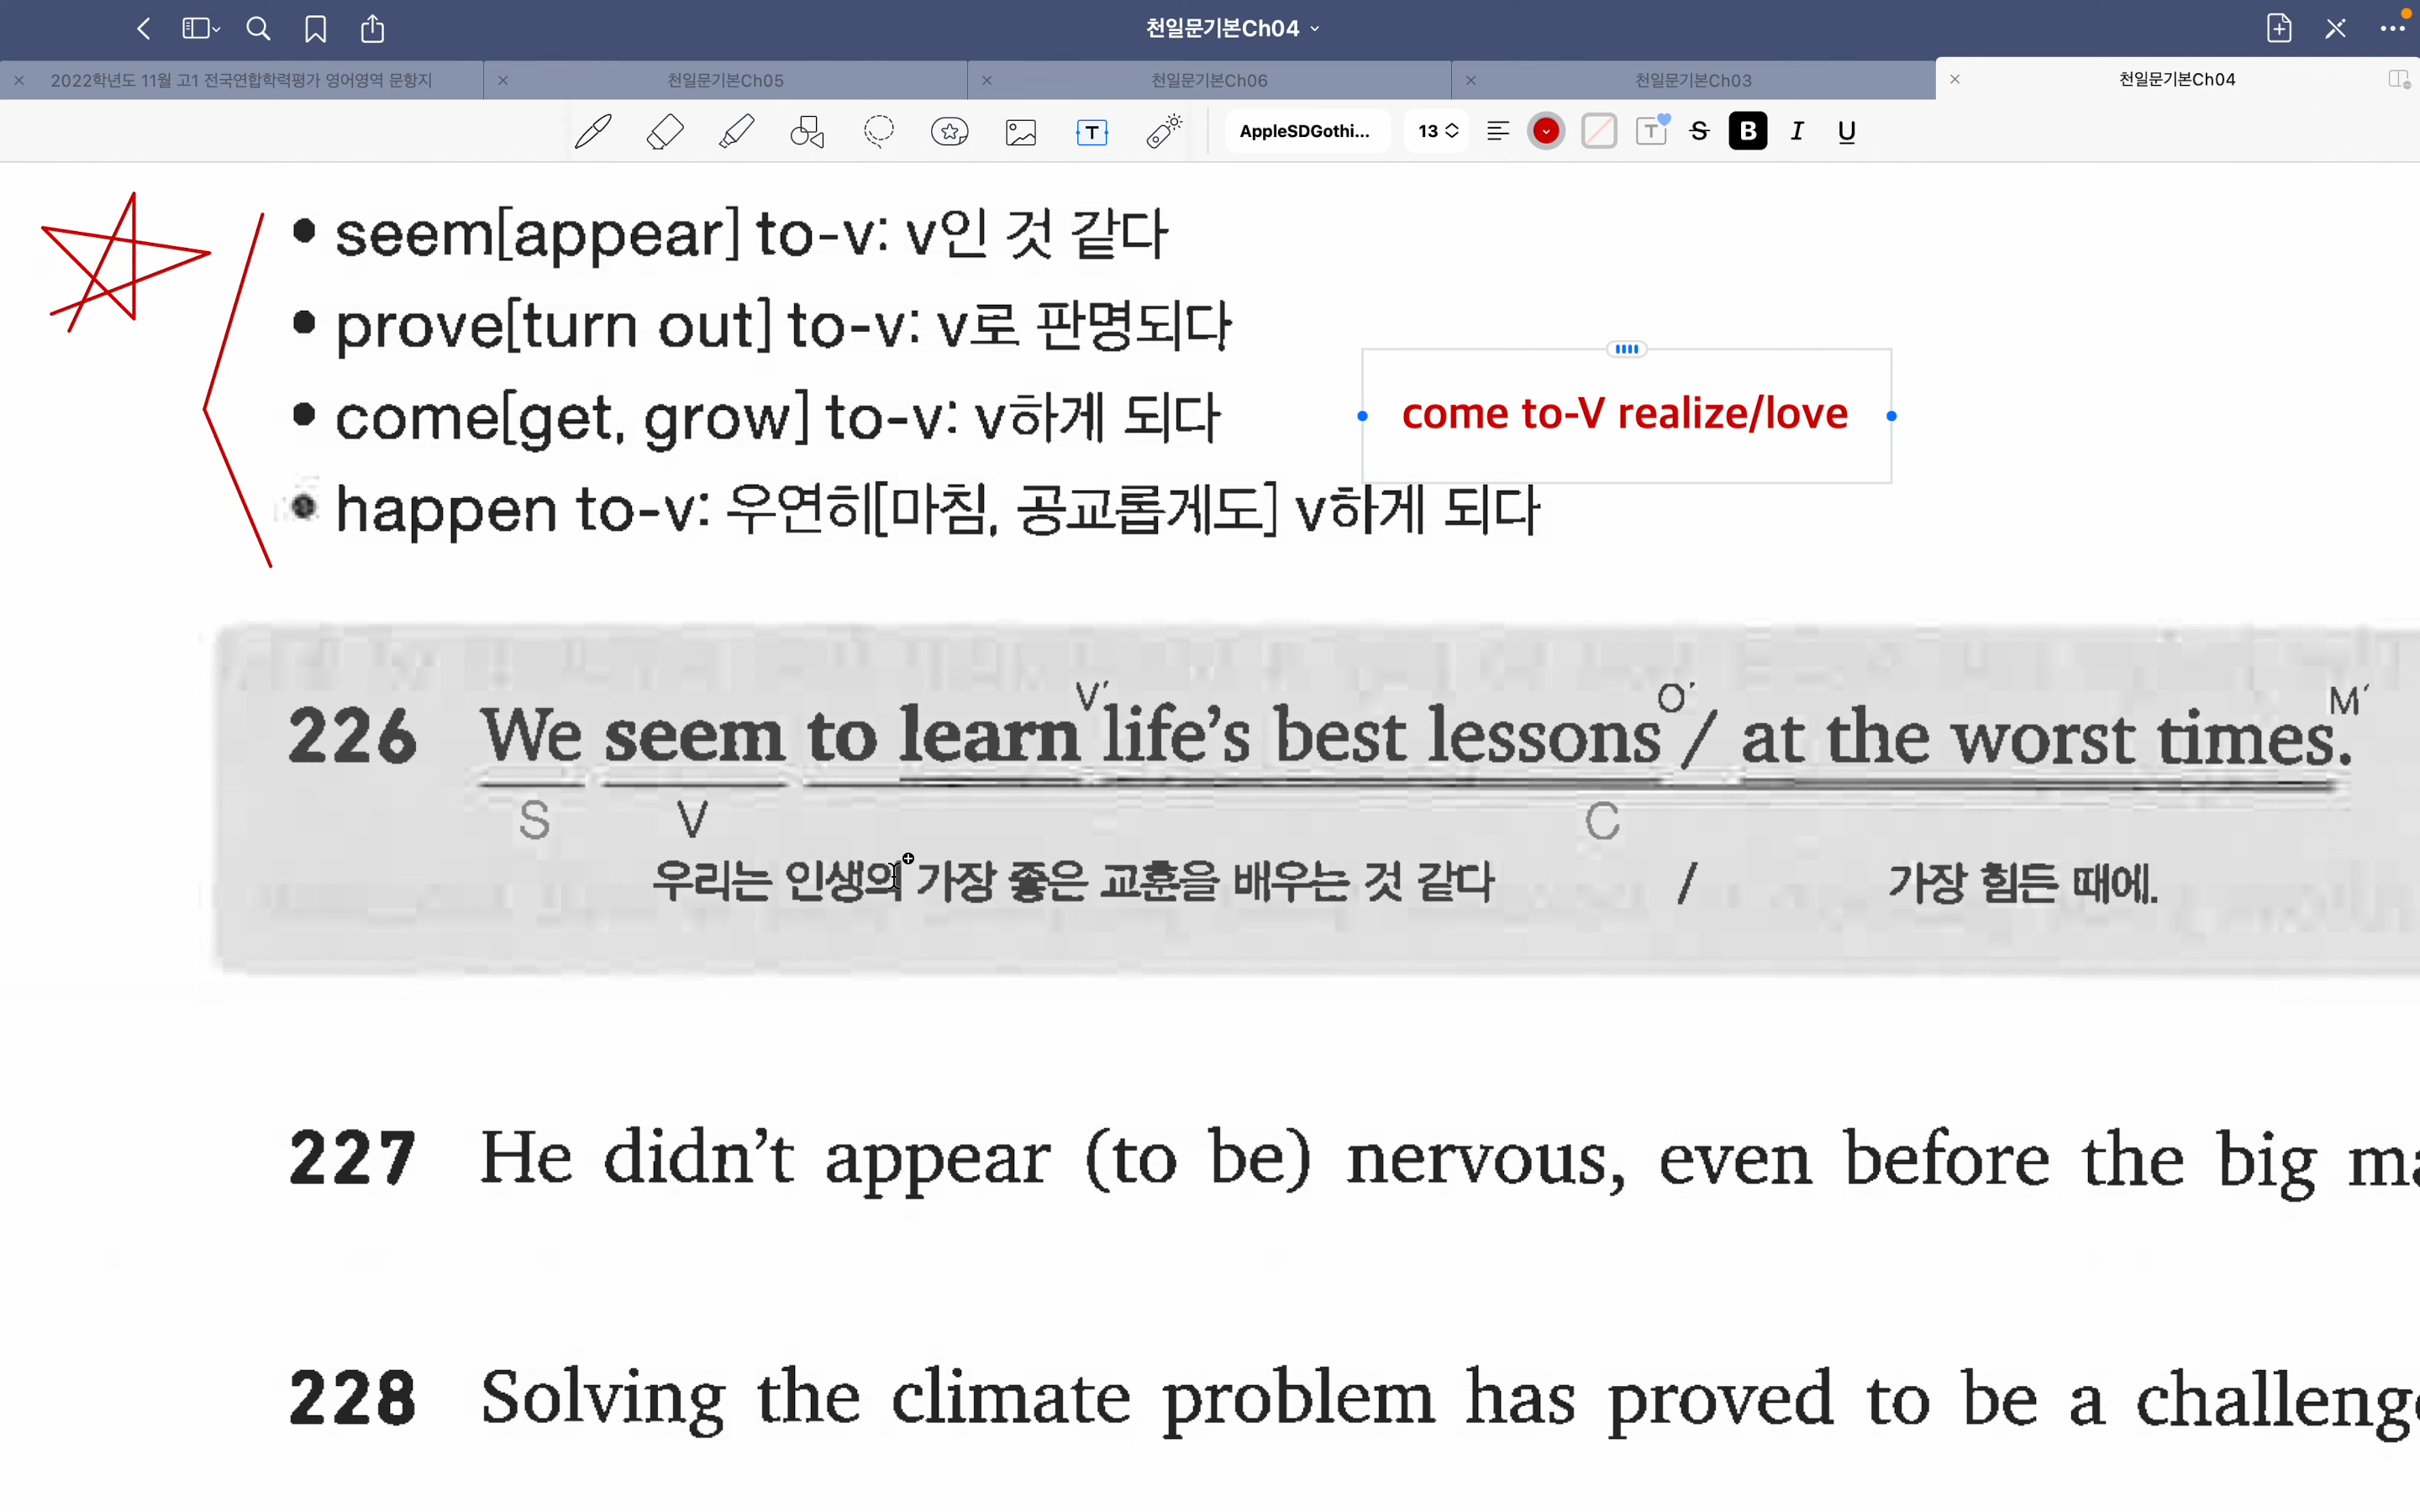 천일문기본Ch04
2022학년도 11월 고1 전국연합학력평가 영어영역 문항지
천일문기본Ch05
천일문기본Ch06
천일문기본Ch03
천일문기본Ch04
AppleSDGothi...
13
T
T
S
B
I
U
• seem[appear] to-v: v인 것 같다
• prove[turn out] to-v: v로 판명되다
• come[get, grow] to-v: v하게 되다
come to-V realize/love
• happen to-v: 우연히[마침, 공교롭게도] v하게 되다
V′ O′ M′
226 We seem to learn life’s best lessons / at the worst times.
S V C
우리는 인생의 가장 좋은 교훈을 배우는 것 같다 / 가장 힘든 때에.
227 He didn’t appear (to be) nervous, even before the big ma
228 Solving the climate problem has proved to be a challenge